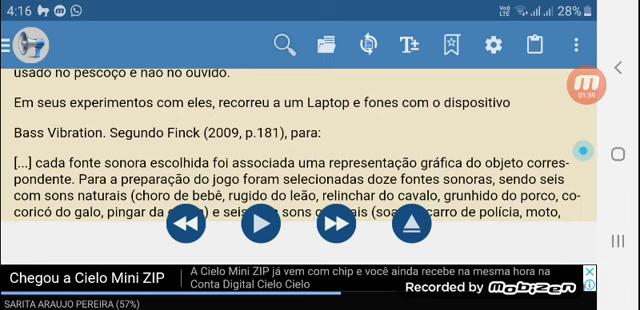 4:16
VoB
LTE
28%
T±
01:59
usado no pescoço e não no ouvido.
Em seus experimentos com eles, recorreu a um Laptop e fones com o dispositivo
Bass Vibration. Segundo Finck (2009, p.181), para:
[...] cada fonte sonora escolhida foi associada uma representação gráfica do objeto corres-
pondente. Para a preparação do jogo foram selecionadas doze fontes sonoras, sendo seis
com sons naturais (choro de bebê, rugido do leão, relinchar do cavalo, grunhido do porco, co-
coricó do galo, pingar da e seis sons (soa carro de polícia, moto,
Chegou a Cielo Mini ZIP
A Cielo Mini ZIP já vem com chip e você ainda recebe na mesma hora na
Conta Digital Cielo Cielo
Recorded by mobizen
SARITA ARAUJO PEREIRA (57%)